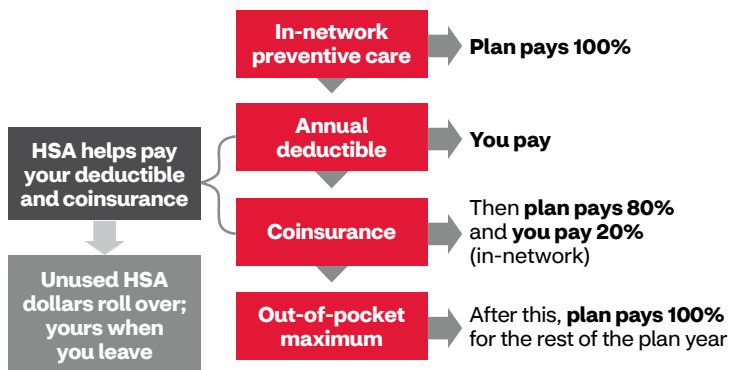 In-network
preventive care
Plan pays 100%
Annual
deductible
You pay
HSA helps pay
your deductible
and coinsurance
Coinsurance
Then plan pays 80%
and you pay 20%
(in-network)
Unused HSA
dollars roll over;
yours when
you leave
Out-of-pocket
maximum
After this, plan pays 100%
for the rest of the plan year